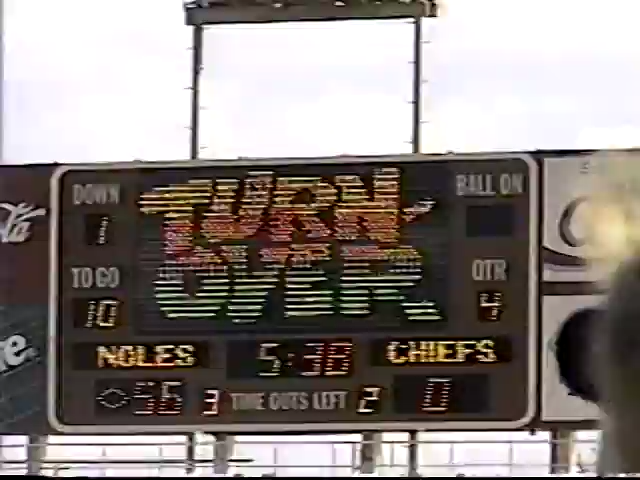 DOWN
1
TURN-
OVER
BALL ON
TO GO
10
QTR
4
NOLES
5:38
CHIEFS
56
3
TIME OUTS LEFT
2
0